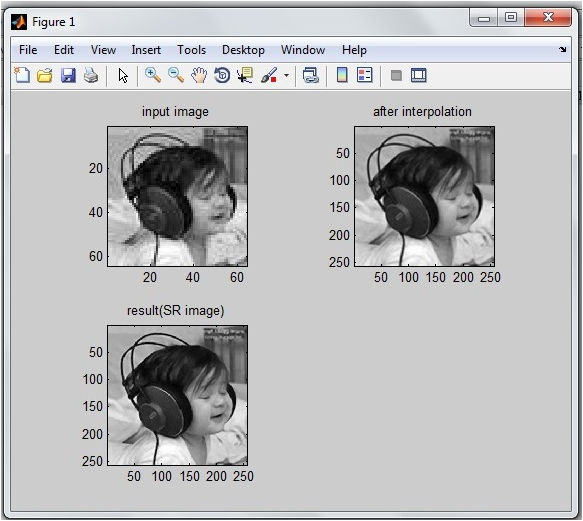 Figure 1
File Edit View Insert Tools Desktop Window Help
input image
20
40
60
20 40 60
after interpolation
50
100
150
200
250
50 100 150 200 250
result(SR image)
50
100
150
200
250
50 100 150 200 250